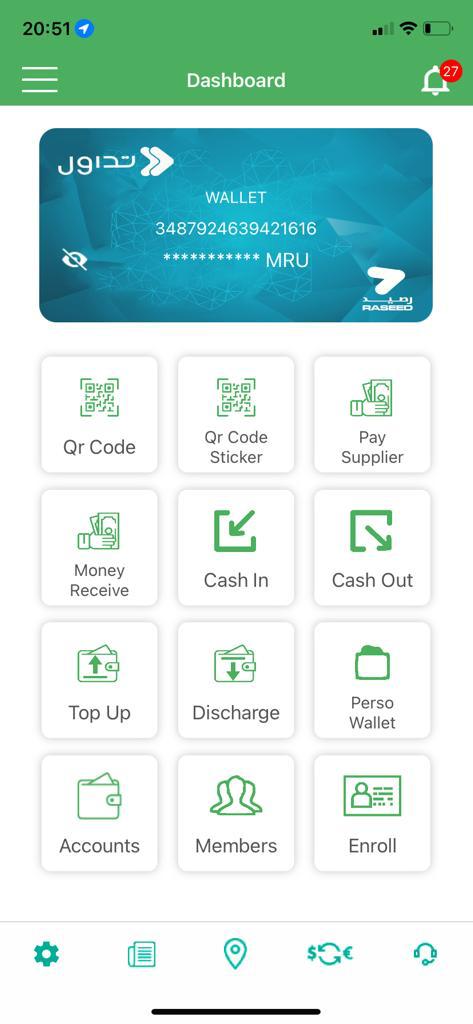 20:51
Dashboard
27
تداول
WALLET
3487924639421616
*********** MRU
رصيد
RASEED
Qr Code
Qr Code
Sticker
Pay
Supplier
Money
Receive
Cash In
Cash Out
Top Up
Discharge
Perso
Wallet
Accounts
Members
Enroll
$ €